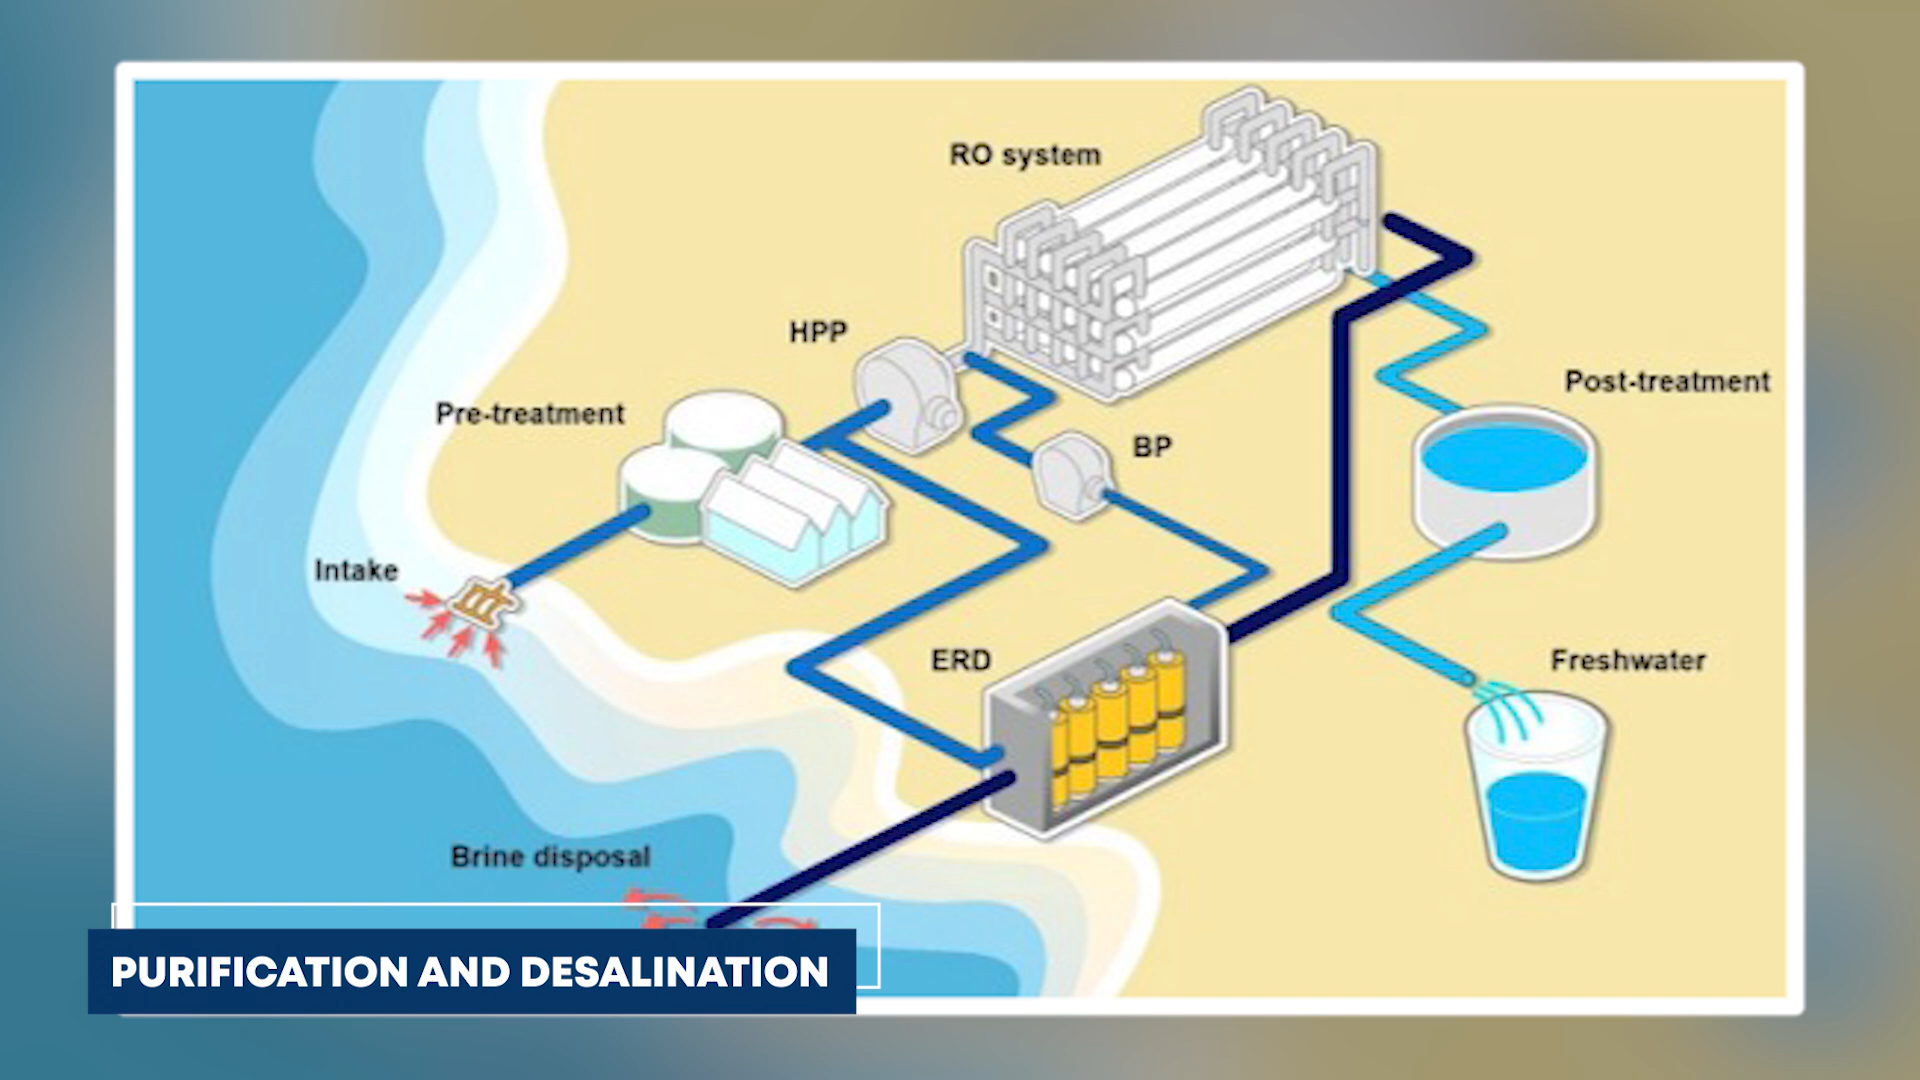 RO system
HPP
Pre-treatment
Post-treatment
BP
Intake
ERD
Freshwater
Brine disposal
PURIFICATION AND DESALINATION